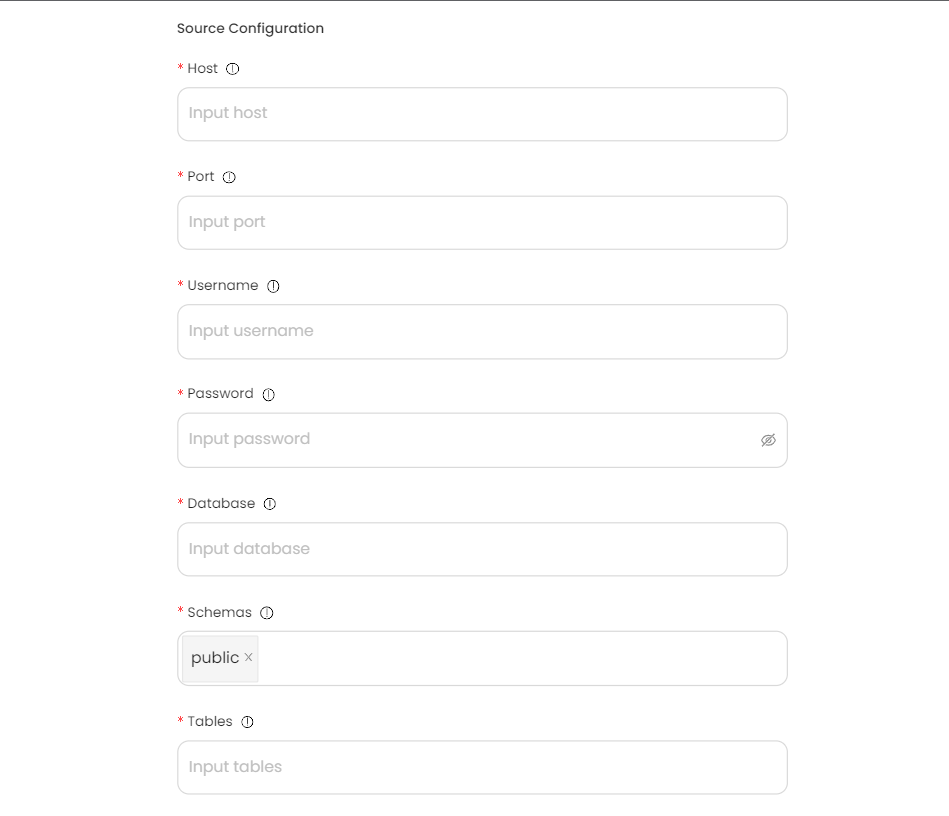 Source Configuration
* Host
Input host
* Port
Input port
* Username
Input username
* Password
Input password
* Database
Input database
* Schemas
public
* Tables
Input tables